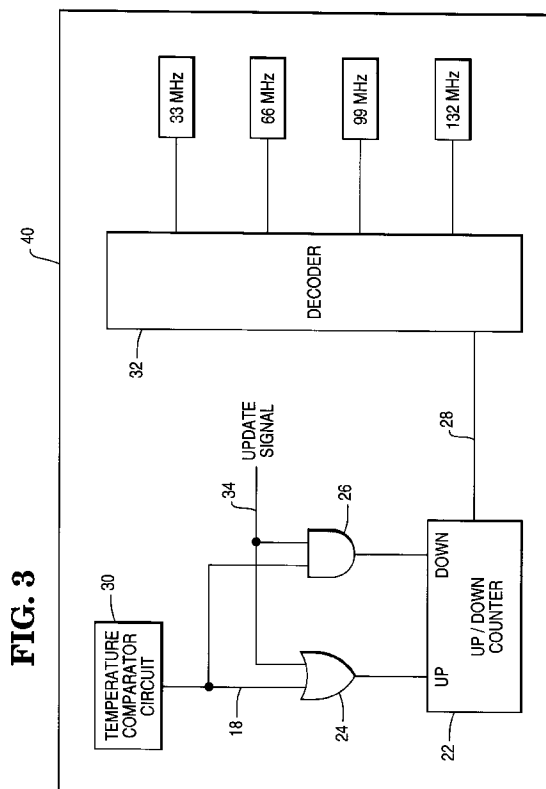 FIG. 3
40
30
TEMPERATURE
COMPARATOR
CIRCUIT
18
34
UPDATE
SIGNAL
24
26
UP
DOWN
UP / DOWN
COUNTER
22
28
32
DECODER
33 MHz
66 MHz
99 MHz
132 MHz